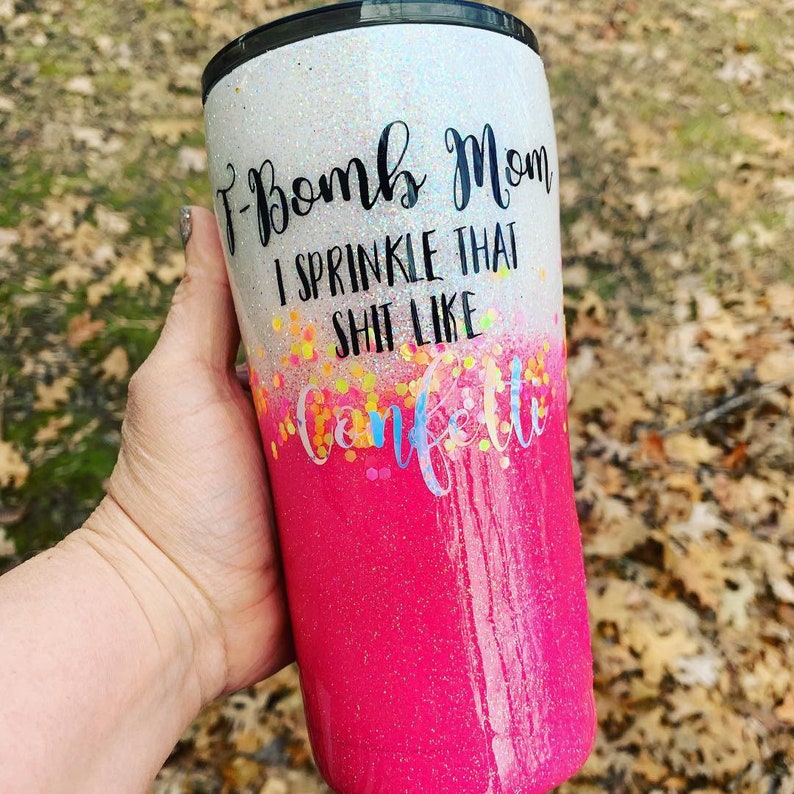 F-Bomb Mom
I SPRINKLE THAT
SHIT LIKE
Confetti